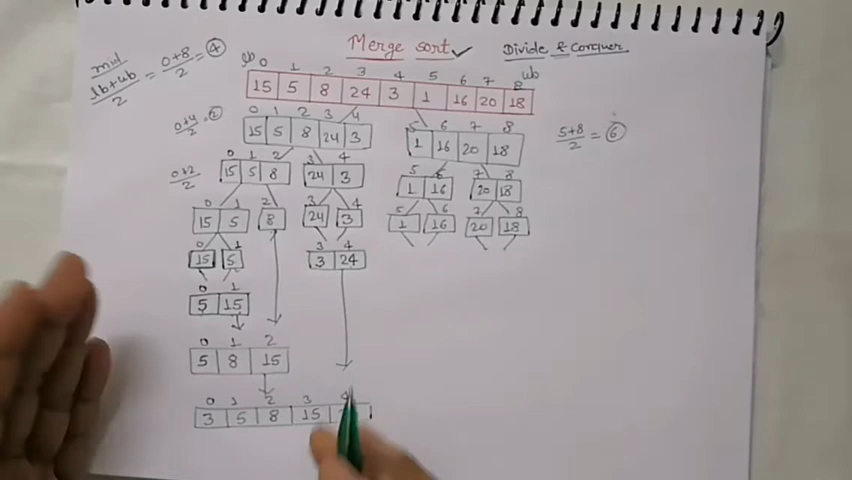 Merge sort ✓ Divide & Conquer
mid
lb+ub/2 = 0+8/2 = 4
lb ub
0 1 2 3 4 5 6 7 8
15 5 8 24 3 1 16 20 18
0+4/2 = 2
0 1 2 3 4 5 6 7 8
15 5 8 24 3 1 16 20 18
5+8/2 = 6
0+2/2
0 1 2 3 4 5 6 7 8
15 5 8 24 3 1 16 20 18
0 1 2 3 4 5 6 7 8
15 5 8 24 3 1 16 20 18
0 1 3 4
15 5 3 24
0 1
5 15
0 1 2
5 8 15
0 1 2 3 4
3 5 8 15